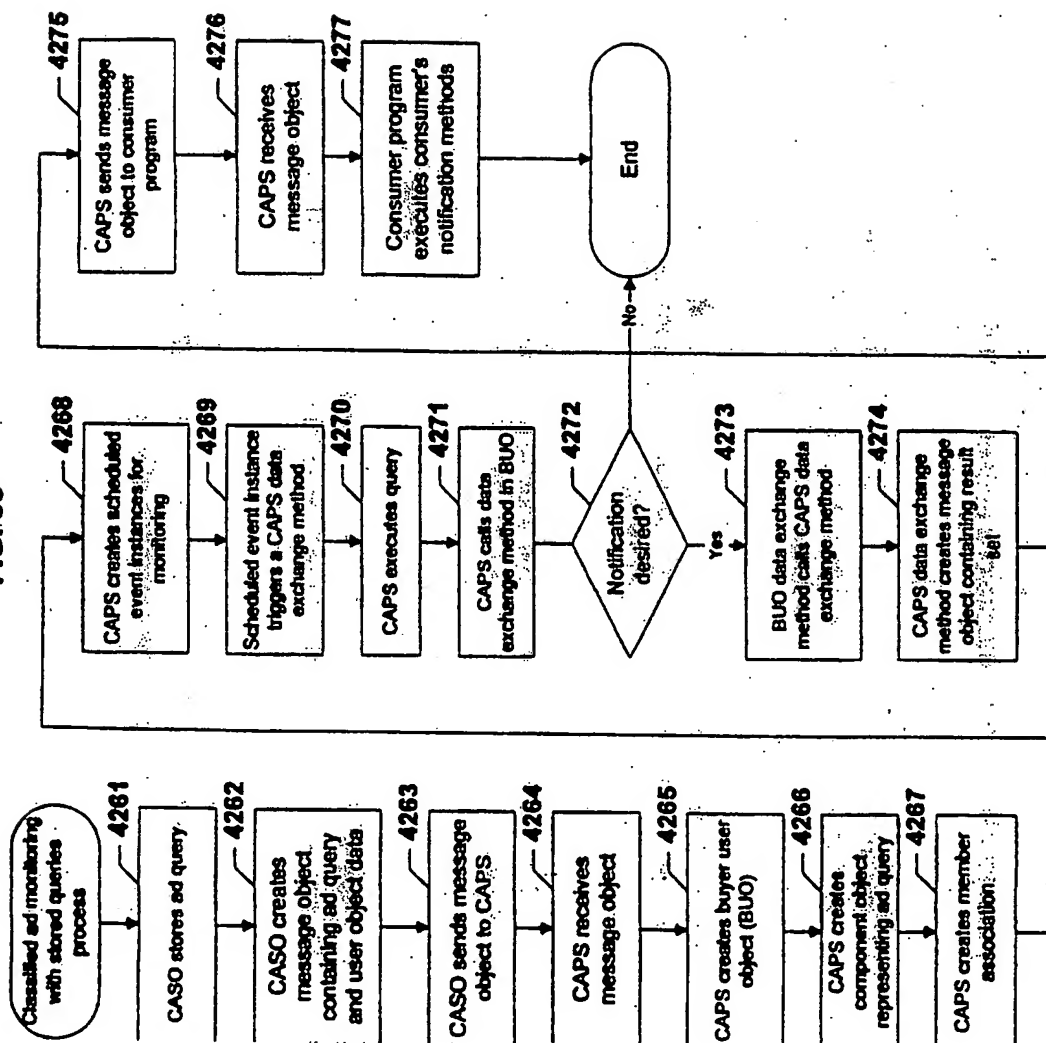 Classified ad monitoring
with stored queries
process
4261
CASO stores ad query
4262
CASO creates
message object
containing ad query
and user object data
4263
CASO sends message
object to CAPS
4264
CAPS receives
message object
4265
CAPS creates buyer user
object (BUO)
4266
CAPS creates
component object
representing ad query
4267
CAPS creates member
association
4268
CAPS creates scheduled
event instances for
monitoring
4269
Scheduled event instance
triggers a CAPS data
exchange method
4270
CAPS executes query
4271
CAPS calls data
exchange method in BUO
4272
Notification
desired?
No
Yes
4273
BUO data exchange
method calls CAPS data
exchange method
4274
CAPS data exchange
method creates message
object containing result
set
4275
CAPS sends message
object to consumer
program
4276
CAPS receives
message object
4277
Consumer program
executes consumer's
notification methods
End